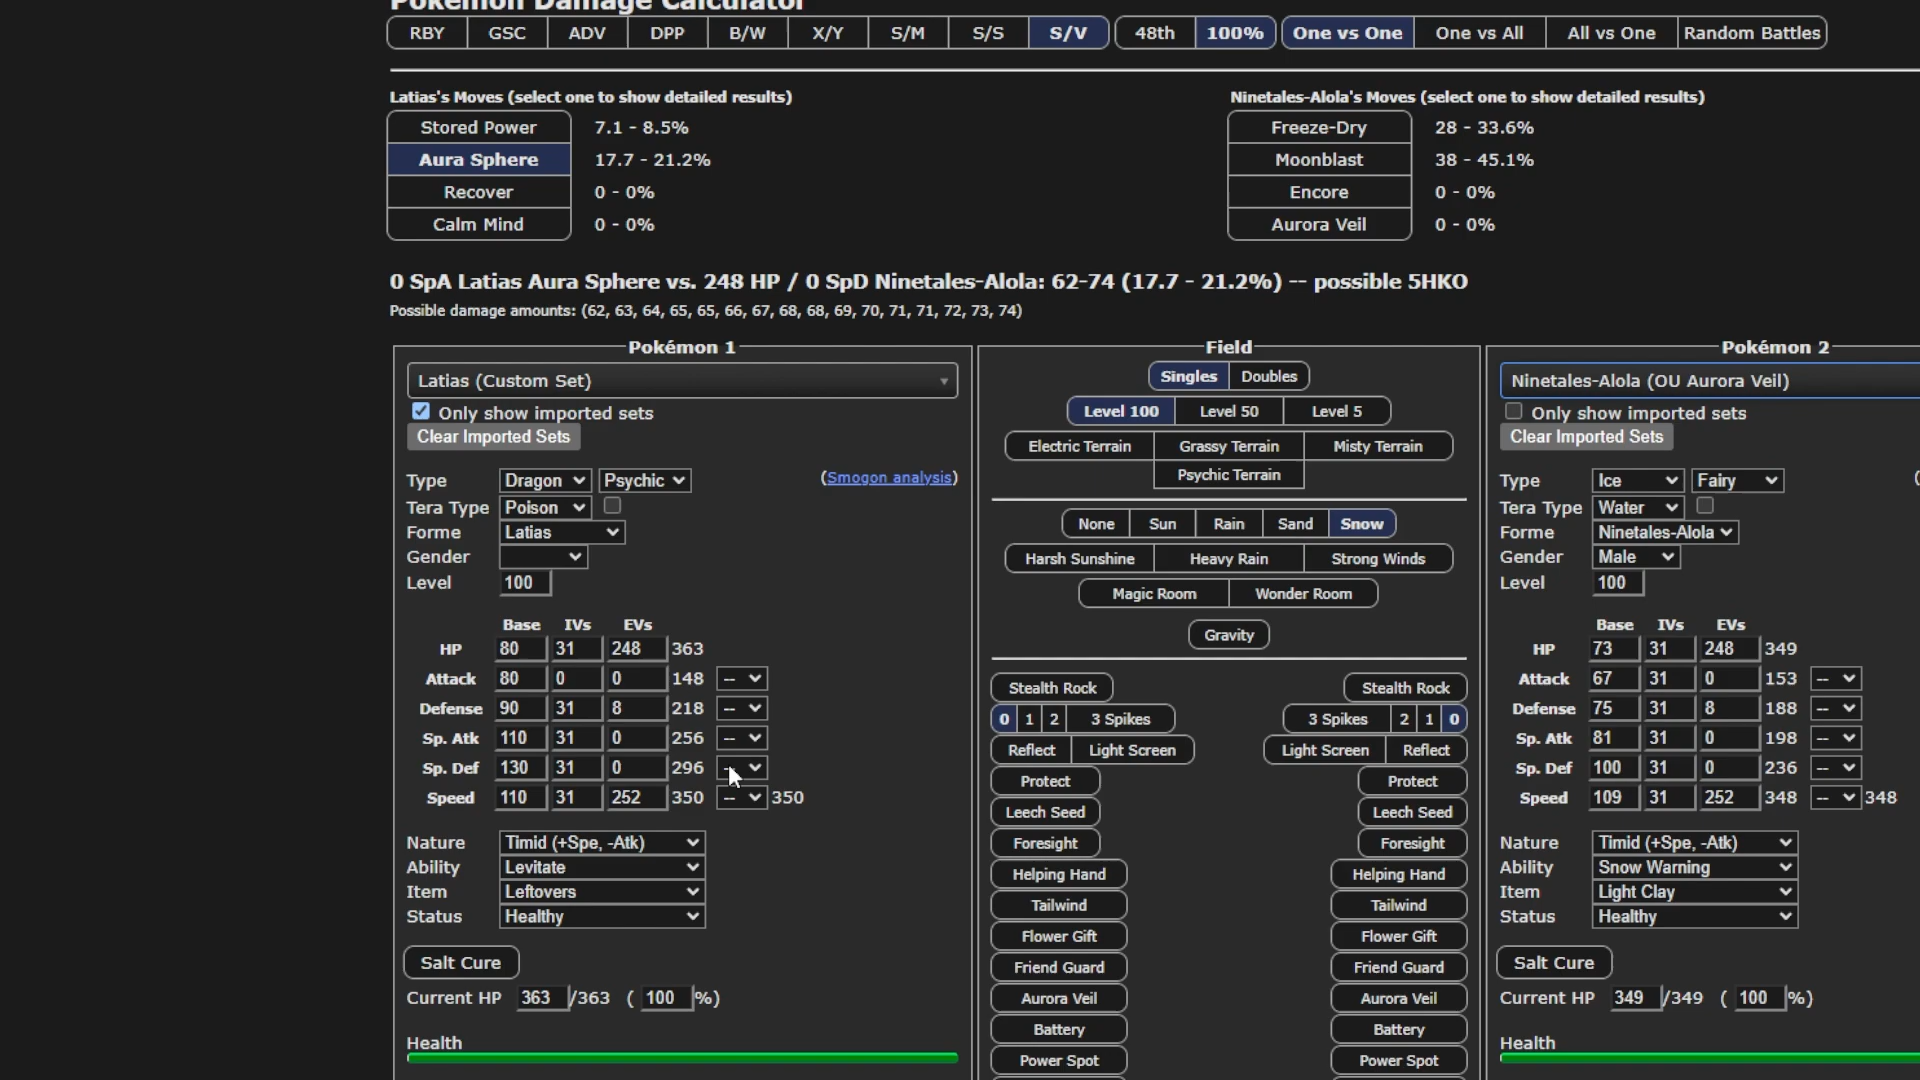 Pokémon Damage Calculator
RBY GSC ADV DPP B/W X/Y S/M S/S S/V 48th 100% One vs One One vs All All vs One Random Battles
Latias's Moves (select one to show detailed results)
Stored Power 7.1 - 8.5%
Aura Sphere 17.7 - 21.2%
Recover 0 - 0%
Calm Mind 0 - 0%
Ninetales-Alola's Moves (select one to show detailed results)
Freeze-Dry 28 - 33.6%
Moonblast 38 - 45.1%
Encore 0 - 0%
Aurora Veil 0 - 0%
0 SpA Latias Aura Sphere vs. 248 HP / 0 SpD Ninetales-Alola: 62-74 (17.7 - 21.2%) -- possible 5HKO
Possible damage amounts: (62, 63, 64, 65, 65, 66, 67, 68, 68, 69, 70, 71, 71, 72, 73, 74)
Pokémon 1
Latias (Custom Set)
Only show imported sets
Clear Imported Sets
Type Dragon Psychic (Smogon analysis)
Tera Type Poison
Forme Latias
Gender
Level 100
Base IVs EVs
HP 80 31 248 363
Attack 80 0 0 148 --
Defense 90 31 8 218 --
Sp. Atk 110 31 0 256 --
Sp. Def 130 31 0 296 --
Speed 110 31 252 350 -- 350
Nature Timid (+Spe, -Atk)
Ability Levitate
Item Leftovers
Status Healthy
Salt Cure
Current HP 363 /363 ( 100 %)
Health
Field
Singles Doubles
Level 100 Level 50 Level 5
Electric Terrain Grassy Terrain Misty Terrain
Psychic Terrain
None Sun Rain Sand Snow
Harsh Sunshine Heavy Rain Strong Winds
Magic Room Wonder Room
Gravity
Stealth Rock Stealth Rock
0 1 2 3 Spikes 3 Spikes 2 1 0
Reflect Light Screen Light Screen Reflect
Protect Protect
Leech Seed Leech Seed
Foresight Foresight
Helping Hand Helping Hand
Tailwind Tailwind
Flower Gift Flower Gift
Friend Guard Friend Guard
Aurora Veil Aurora Veil
Battery Battery
Power Spot Power Spot
Pokémon 2
Ninetales-Alola (OU Aurora Veil)
Only show imported sets
Clear Imported Sets
Type Ice Fairy (
Tera Type Water
Forme Ninetales-Alola
Gender Male
Level 100
Base IVs EVs
HP 73 31 248 349
Attack 67 31 0 153 --
Defense 75 31 8 188 --
Sp. Atk 81 31 0 198 --
Sp. Def 100 31 0 236 --
Speed 109 31 252 348 -- 348
Nature Timid (+Spe, -Atk)
Ability Snow Warning
Item Light Clay
Status Healthy
Salt Cure
Current HP 349 /349 ( 100 %)
Health